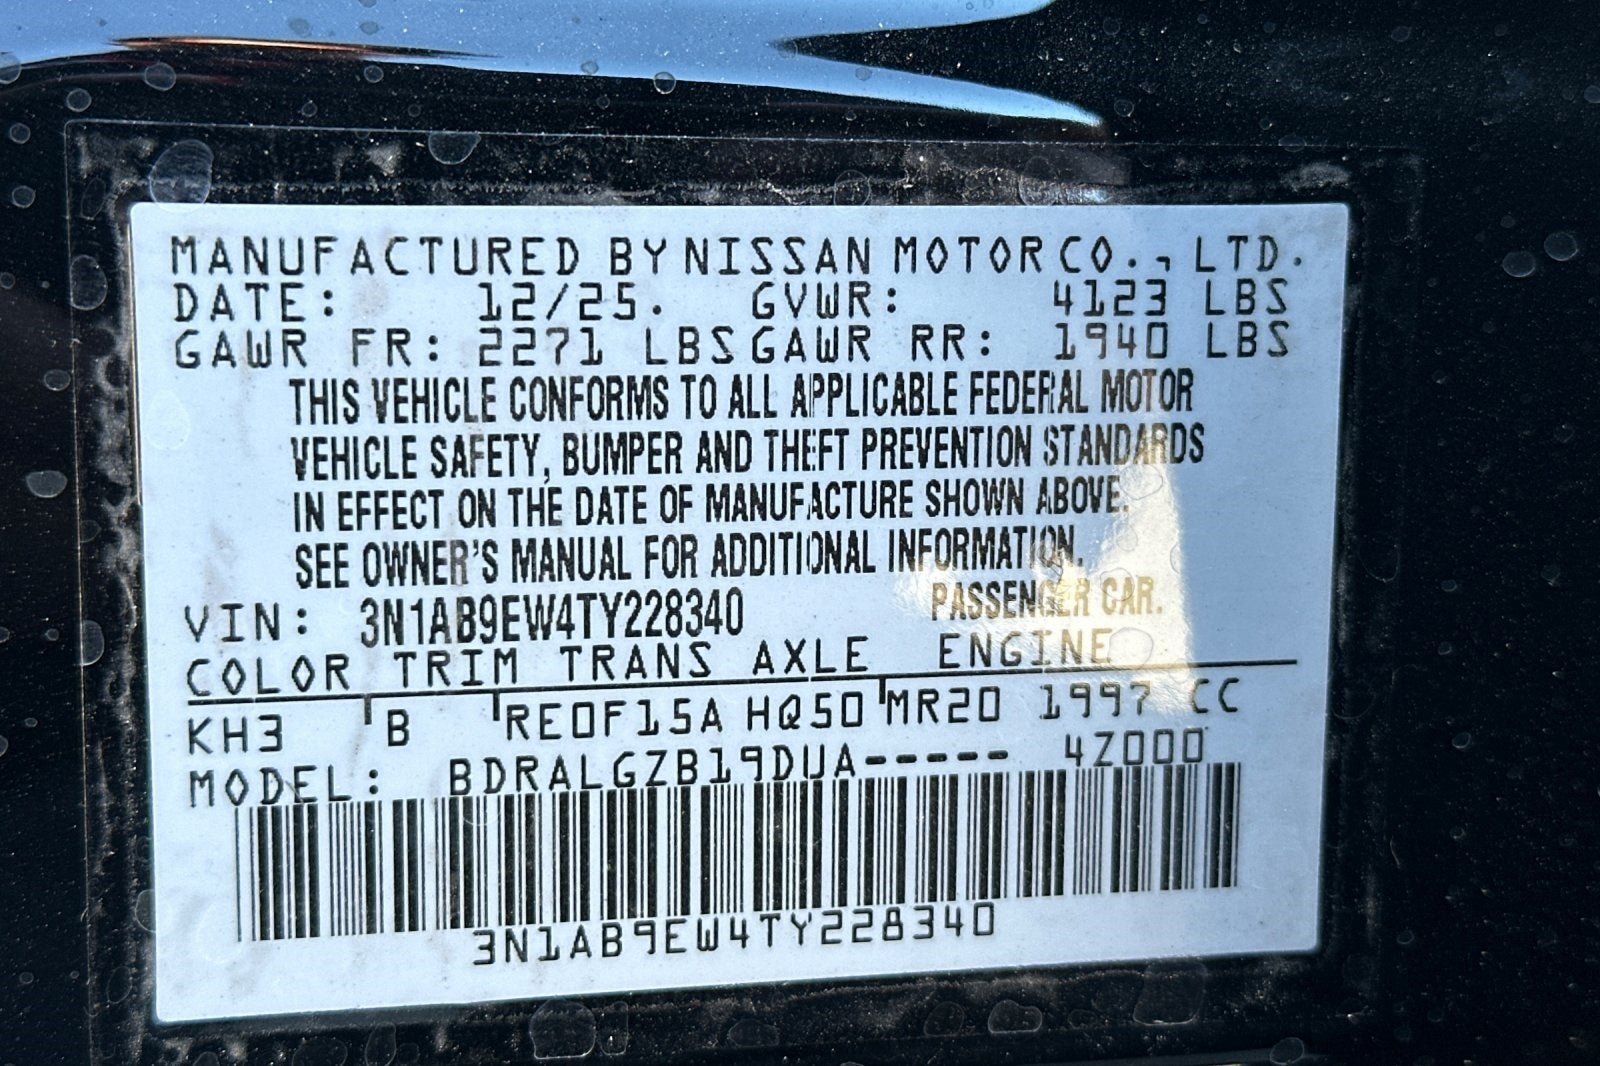 MANUFACTURED BY NISSAN MOTOR CO., LTD.
DATE: 12/25. GVWR: 4123 LBS
GAWR FR: 2271 LBS GAWR RR: 1940 LBS
THIS VEHICLE CONFORMS TO ALL APPLICABLE FEDERAL MOTOR
VEHICLE SAFETY, BUMPER AND THEFT PREVENTION STANDARDS
IN EFFECT ON THE DATE OF MANUFACTURE SHOWN ABOVE.
SEE OWNER'S MANUAL FOR ADDITIONAL INFORMATION.
VIN: 3N1AB9EW4TY228340 PASSENGER CAR.
COLOR TRIM TRANS AXLE ENGINE
KH3 B RE0F15A HQ50 MR20 1997 CC
MODEL: BDRALGZB19DUA----- 4Z000
3N1AB9EW4TY228340